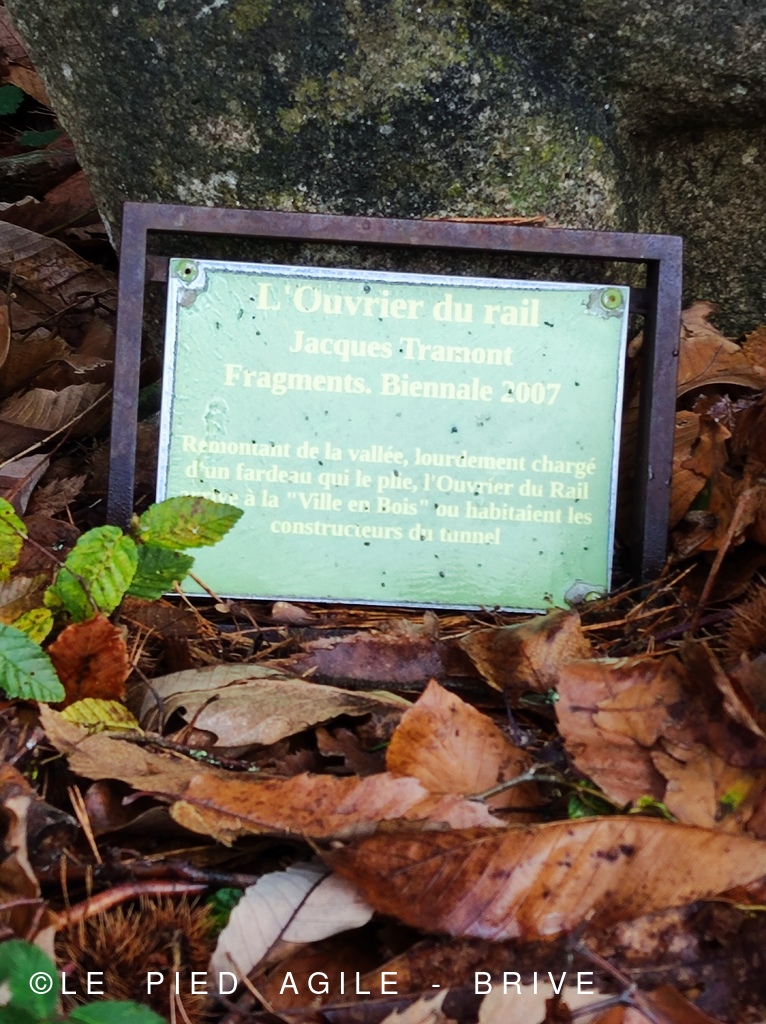 L'Ouvrier du rail
Jacques Tramont
Fragments. Biennale 2007
Remontant de la vallée, lourdement chargé
d'un fardeau qui le plie, l'Ouvrier du Rail
arrive à la "Ville en Bois" ou habitaient les
constructeurs du tunnel
©LE PIED AGILE - BRIVE